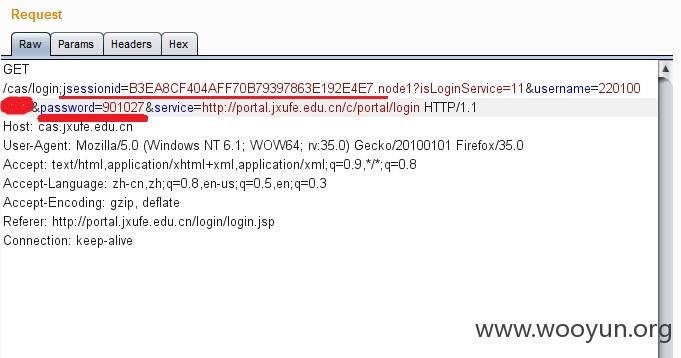 Request
Raw Params Headers Hex
GET
/cas/login;jsessionid=B3EA8CF404AFF70B79397863E192E4E7.node1?isLoginService=11&username=220100
&password=901027&service=http://portal.jxufe.edu.cn/c/portal/login HTTP/1.1
Host: cas.jxufe.edu.cn
User-Agent: Mozilla/5.0 (Windows NT 6.1; WOW64; rv:35.0) Gecko/20100101 Firefox/35.0
Accept: text/html,application/xhtml+xml,application/xml;q=0.9,*/*;q=0.8
Accept-Language: zh-cn,zh;q=0.8,en-us;q=0.5,en;q=0.3
Accept-Encoding: gzip, deflate
Referer: http://portal.jxufe.edu.cn/login/login.jsp
Connection: keep-alive
www.wooyun.org